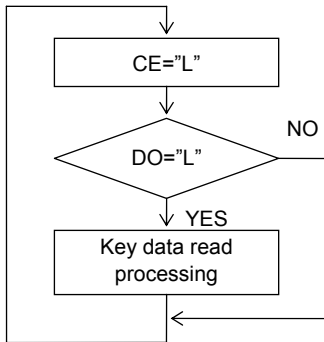 CE=”L”
NO
DO=”L”
YES
Key data read
processing